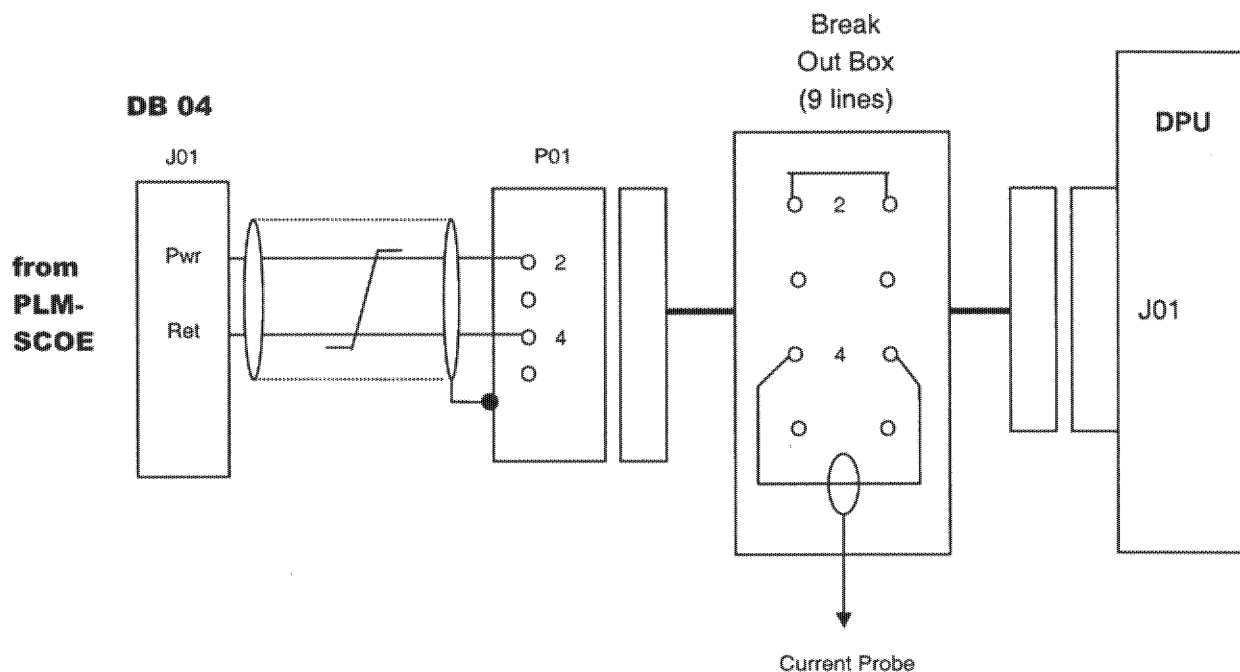 Break
Out Box
(9 lines)
DB 04
DPU
J01
P01
2
Pwr
2
from
PLM-
SCOE
Ret
4
4
J01
Current Probe